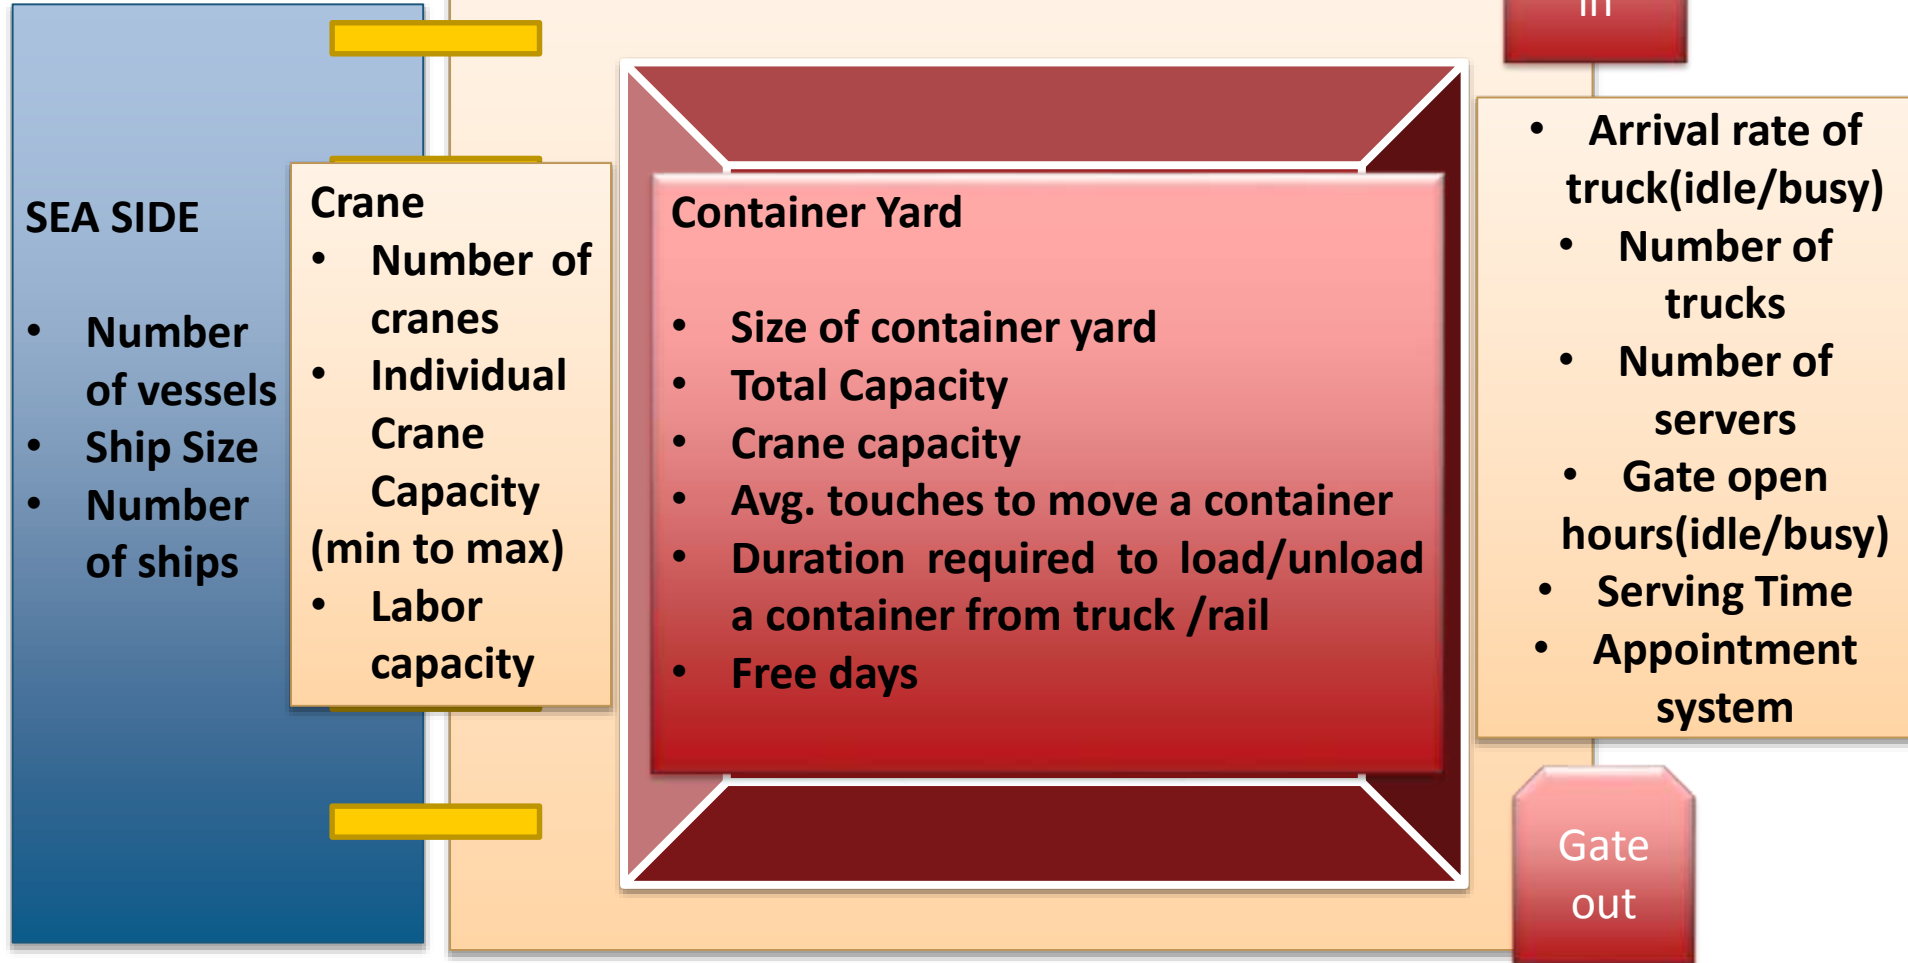 in
SEA SIDE
• Number
of vessels
• Ship Size
• Number
of ships
Crane
• Number of
cranes
• Individual
Crane
Capacity
(min to max)
• Labor
capacity
Container Yard
• Size of container yard
• Total Capacity
• Crane capacity
• Avg. touches to move a container
• Duration required to load/unload
a container from truck /rail
• Free days
• Arrival rate of
truck(idle/busy)
• Number of
trucks
• Number of
servers
• Gate open
hours(idle/busy)
• Serving Time
• Appointment
system
Gate
out